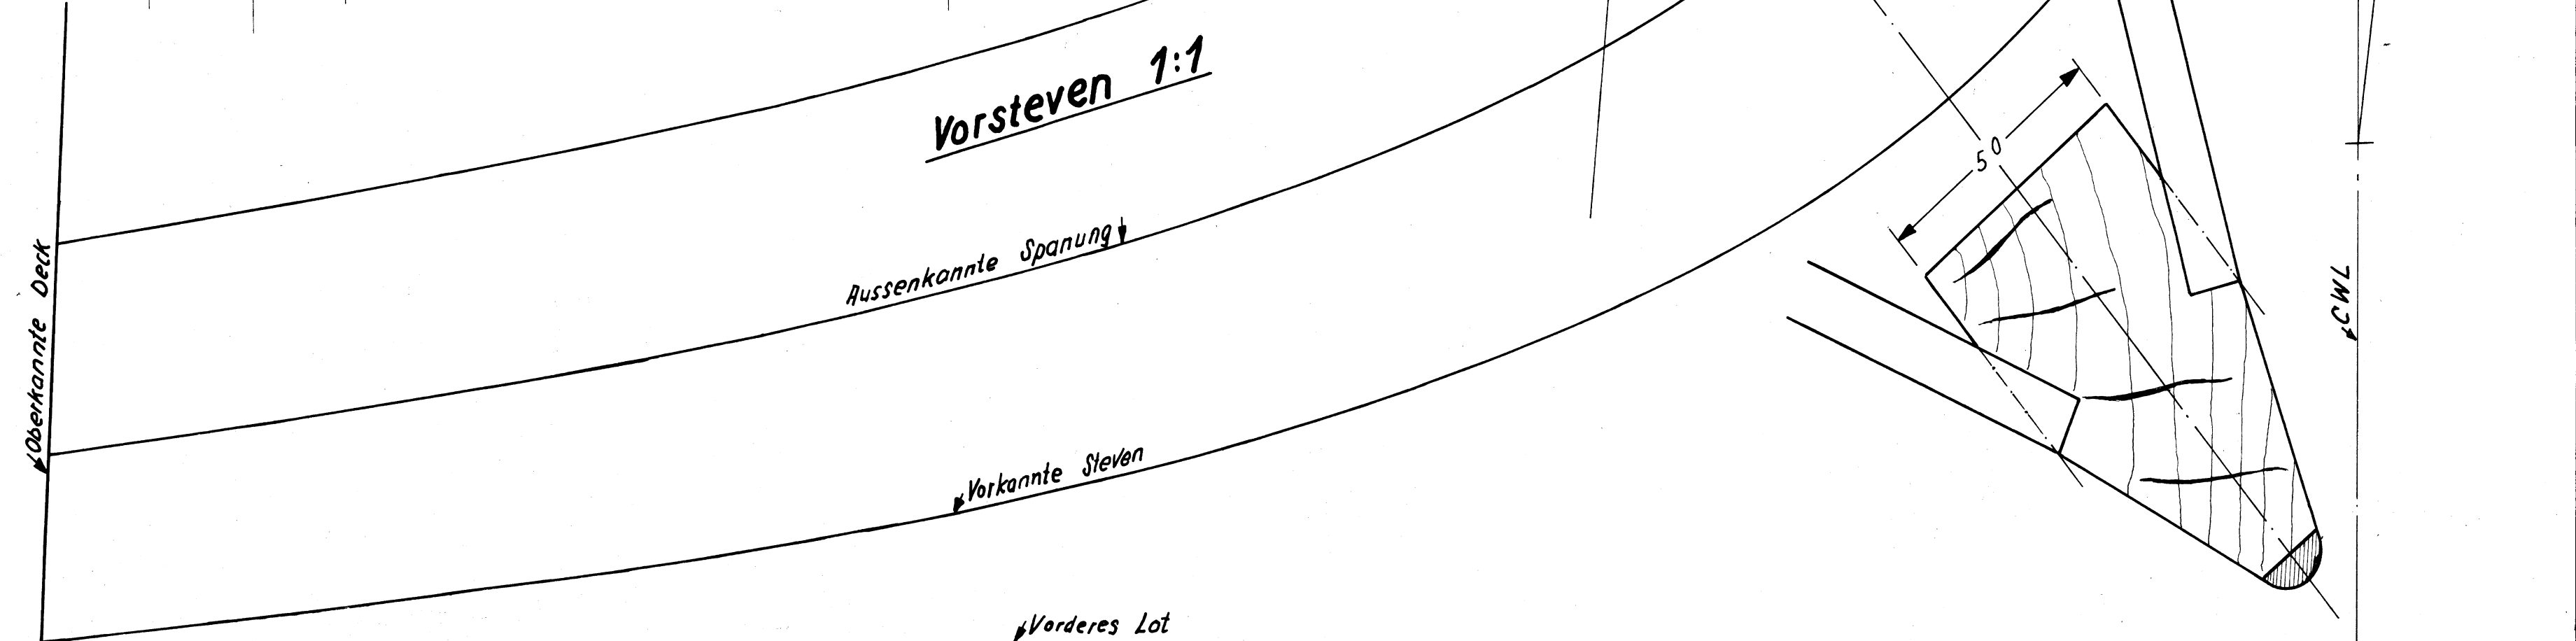 Vorsteven 1:1
50
Aussenkannte Spanung
Oberkannte Deck
CWL
Vorkannte Steven
Vorderes Lot